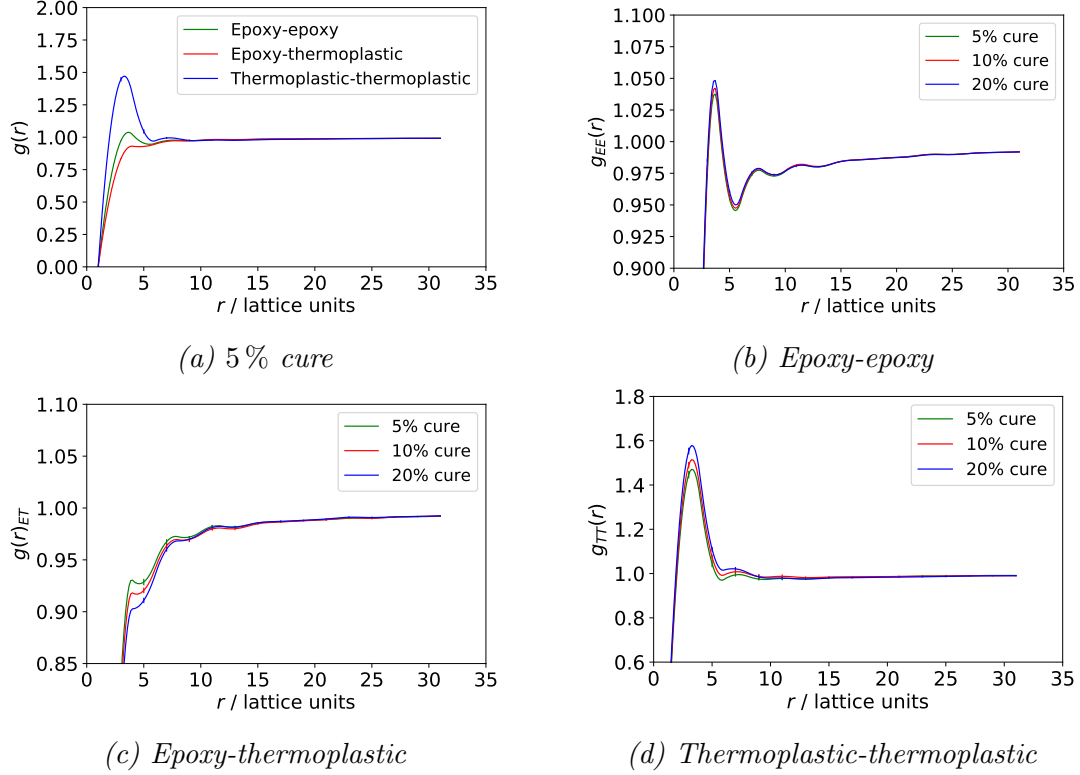 2.00
1.75
1.50
1.25
1.00
0.75
0.50
0.25
0.00
g(r)
Epoxy-epoxy
Epoxy-thermoplastic
Thermoplastic-thermoplastic
0 5 10 15 20 25 30 35
r / lattice units
(a) 5 % cure
1.100
1.075
1.050
1.025
1.000
0.975
0.950
0.925
0.900
g_EE(r)
5% cure
10% cure
20% cure
0 5 10 15 20 25 30 35
r / lattice units
(b) Epoxy-epoxy
1.10
1.05
1.00
0.95
0.90
0.85
g(r)_ET
5% cure
10% cure
20% cure
0 5 10 15 20 25 30 35
r / lattice units
(c) Epoxy-thermoplastic
1.8
1.6
1.4
1.2
1.0
0.8
0.6
g_TT(r)
5% cure
10% cure
20% cure
0 5 10 15 20 25 30 35
r / lattice units
(d) Thermoplastic-thermoplastic